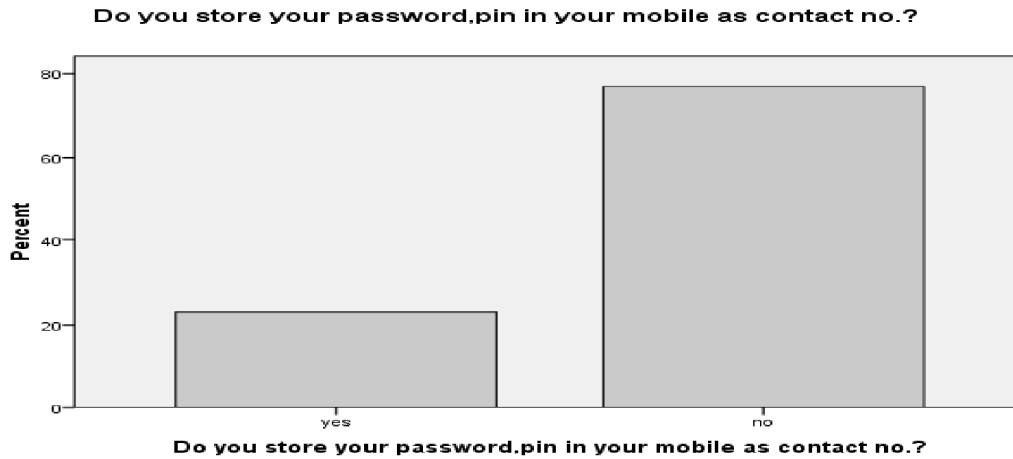 Do you store your password,pin in your mobile as contact no.?
80
60
40
20
0
Percent
yes no
Do you store your password,pin in your mobile as contact no.?